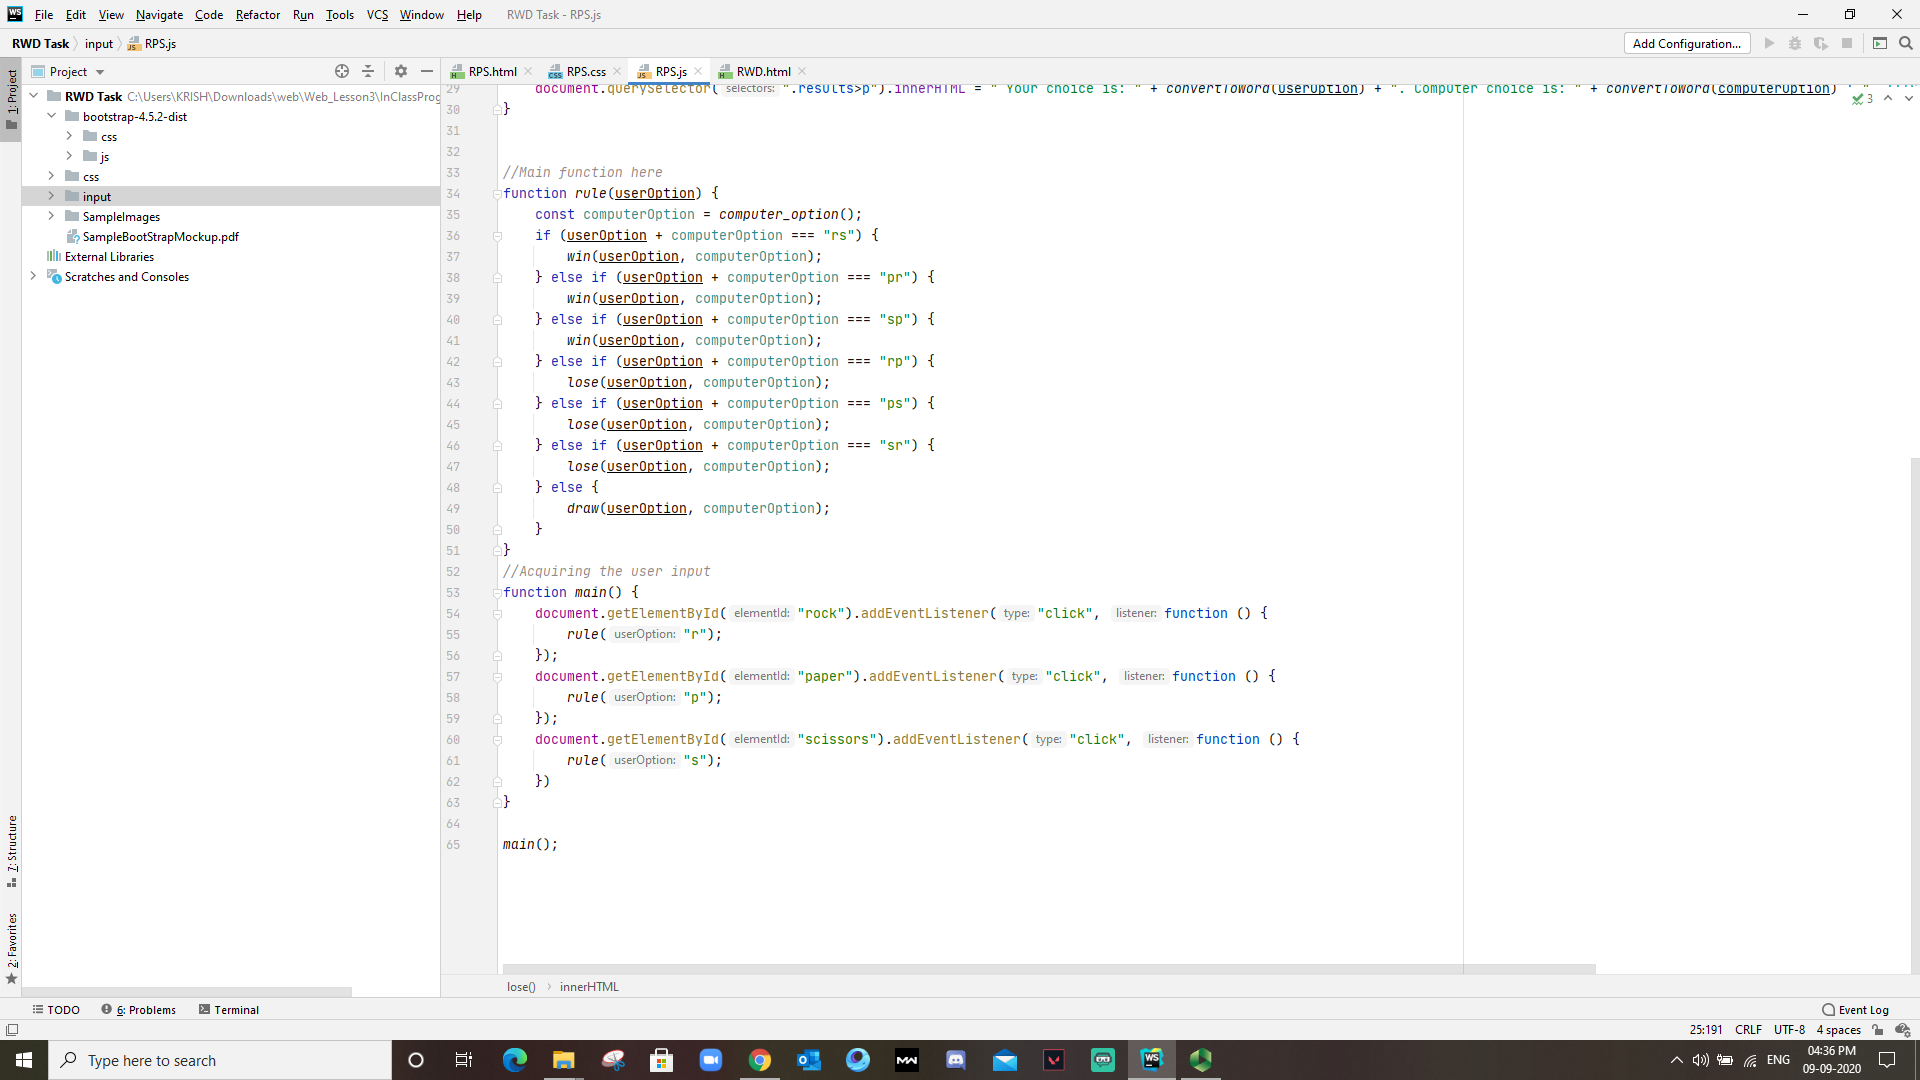 File Edit View Navigate Code Refactor Run Tools VCS Window Help RWD Task - RPS.js
RWD Task input RPS.js Add Configuration...
1: Project
Project
RWD Task C:\Users\KRISH\Downloads\web\Web_Lesson3\InClassProg
bootstrap-4.5.2-dist
css
js
css
input
SampleImages
SampleBootStrapMockup.pdf
External Libraries
Scratches and Consoles
7: Structure
2: Favorites
RPS.html RPS.css RPS.js RWD.html
3
29 document.querySelector( selectors: ".results>p").innerHTML = " Your choice is: " + convertToWord(userOption) + ". Computer choice is: " + convertToWord(computerOption)
30 }
31
32
33 //Main function here
34 function rule(userOption) {
35 const computerOption = computer_option();
36 if (userOption + computerOption === "rs") {
37 win(userOption, computerOption);
38 } else if (userOption + computerOption === "pr") {
39 win(userOption, computerOption);
40 } else if (userOption + computerOption === "sp") {
41 win(userOption, computerOption);
42 } else if (userOption + computerOption === "rp") {
43 lose(userOption, computerOption);
44 } else if (userOption + computerOption === "ps") {
45 lose(userOption, computerOption);
46 } else if (userOption + computerOption === "sr") {
47 lose(userOption, computerOption);
48 } else {
49 draw(userOption, computerOption);
50 }
51 }
52 //Acquiring the user input
53 function main() {
54 document.getElementById( elementId: "rock").addEventListener( type: "click", listener: function () {
55 rule( userOption: "r");
56 });
57 document.getElementById( elementId: "paper").addEventListener( type: "click", listener: function () {
58 rule( userOption: "p");
59 });
60 document.getElementById( elementId: "scissors").addEventListener( type: "click", listener: function () {
61 rule( userOption: "s");
62 })
63 }
64
65 main();
lose() innerHTML
TODO 6: Problems Terminal Event Log
25:191 CRLF UTF-8 4 spaces
Type here to search
ENG
04:36 PM
09-09-2020